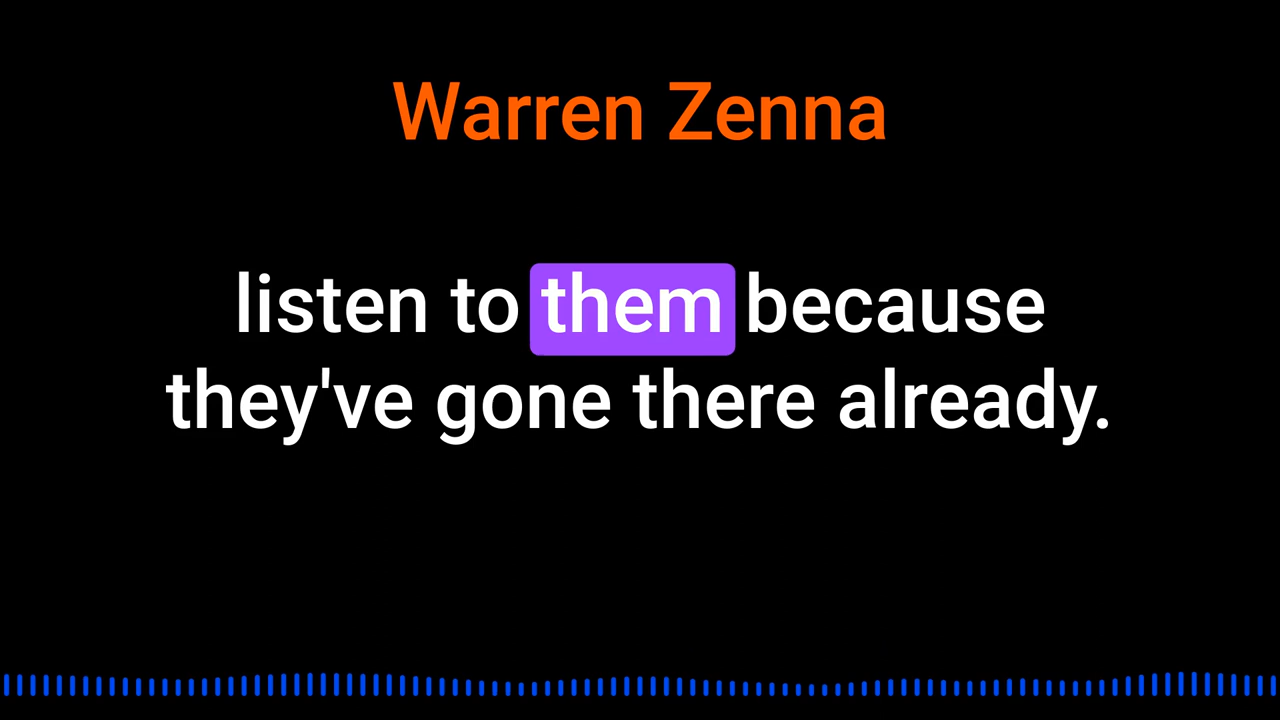 Warren Zenna
listen to them because
they've gone there already.